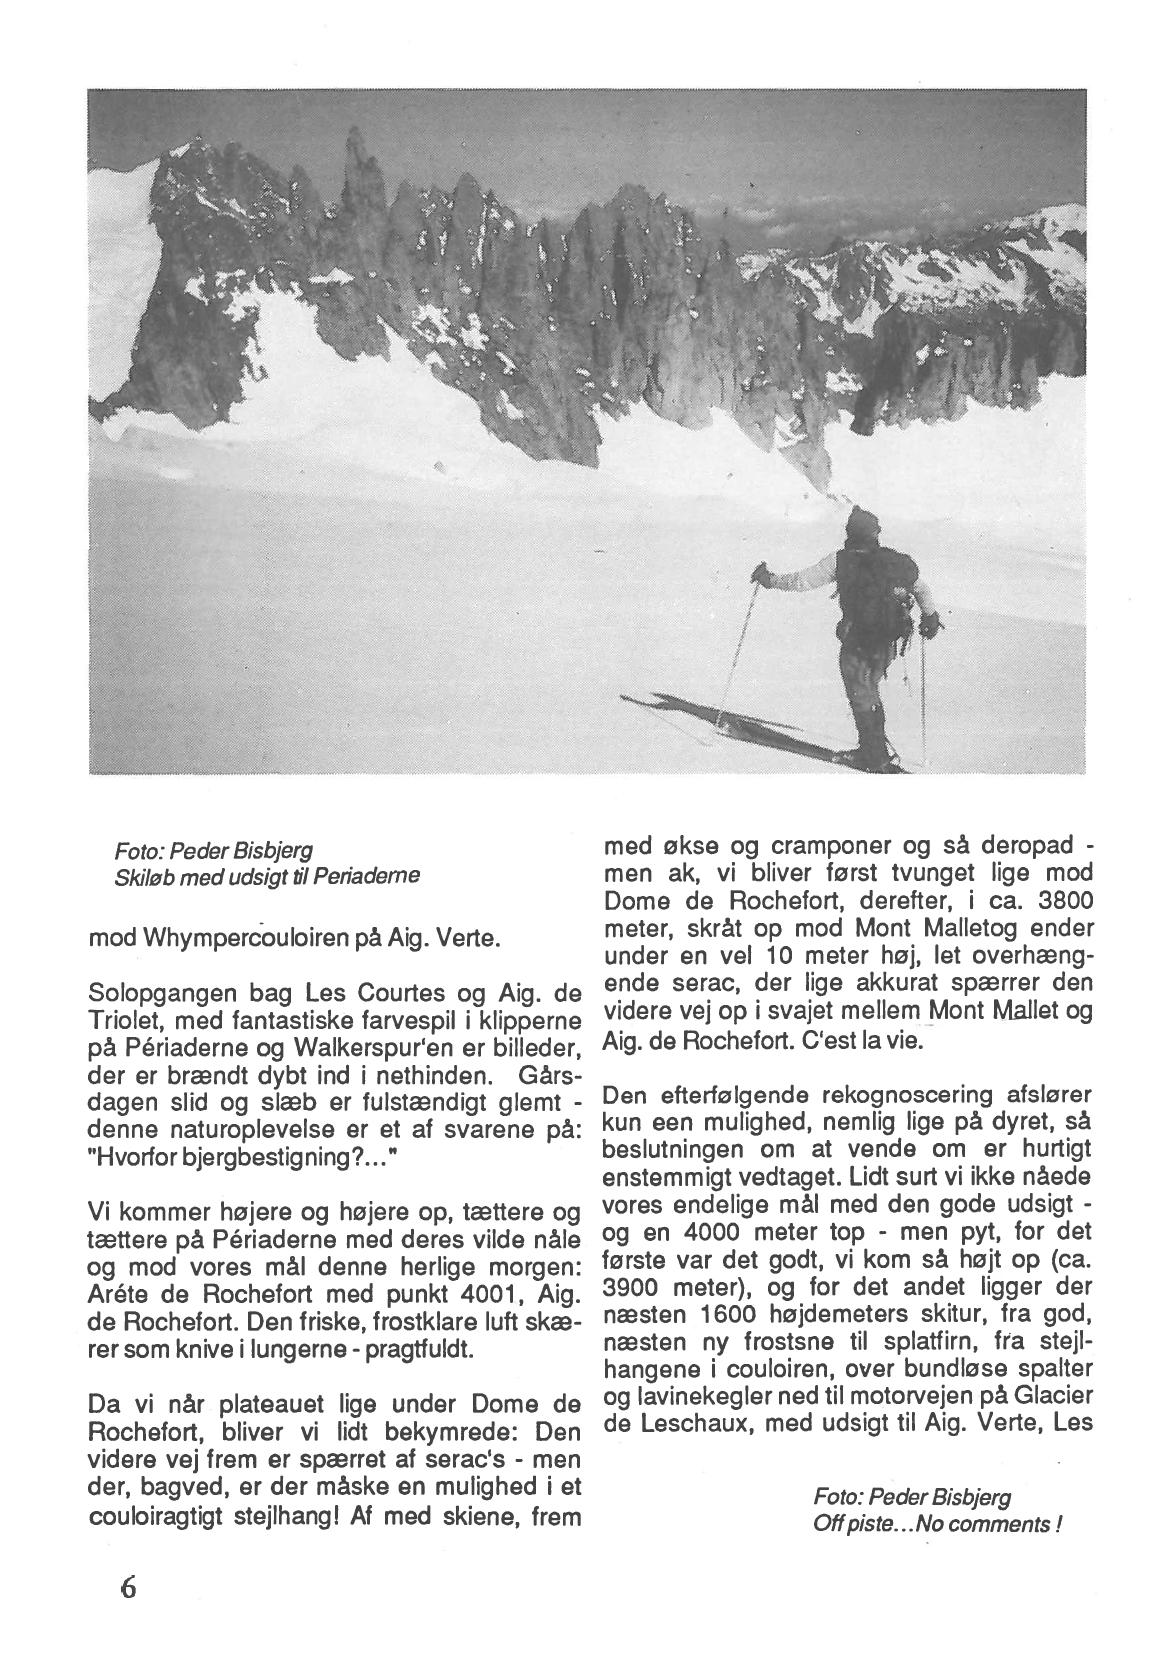 Foto: Peder Bisbjerg
Skiløb med udsigt til Periaderne
mod Whympercouloiren på Aig. Verte.
Solopgangen bag Les Courtes og Aig. de
Triolet, med fantastiske farvespil i klipperne
på Périaderne og Walkerspur'en er billeder,
der er brændt dybt ind i nethinden. Gårs-
dagen slid og slæb er fulstændigt glemt -
denne naturoplevelse er et af svarene på:
"Hvorfor bjergbestigning?..."
Vi kommer højere og højere op, tættere og
tættere på Périaderne med deres vilde nåle
og mod vores mål denne herlige morgen:
Aréte de Rochefort med punkt 4001, Aig.
de Rochefort. Den friske, frostklare luft skæ-
rer som knive i lungerne - pragtfuldt.
Da vi når plateauet lige under Dome de
Rochefort, bliver vi lidt bekymrede: Den
videre vej frem er spærret af serac's - men
der, bagved, er der måske en mulighed i et
couloiragtigt stejlhang! Af med skiene, frem
med økse og cramponer og så deropad -
men ak, vi bliver først tvunget lige mod
Dome de Rochefort, derefter, i ca. 3800
meter, skråt op mod Mont Malletog ender
under en vel 10 meter høj, let overhæng-
ende serac, der lige akkurat spærrer den
videre vej op i svajet mellem Mont Mallet og
Aig. de Rochefort. C'est la vie.
Den efterfølgende rekognoscering afslører
kun een mulighed, nemlig lige på dyret, så
beslutningen om at vende om er hurtigt
enstemmigt vedtaget. Lidt surt vi ikke nåede
vores endelige mål med den gode udsigt -
og en 4000 meter top - men pyt, for det
første var det godt, vi kom så højt op (ca.
3900 meter), og for det andet ligger der
næsten 1600 højdemeters skitur, fra god,
næsten ny frostsne til splatfirn, fra stejl-
hangene i couloiren, over bundløse spalter
og lavinekegler ned til motorvejen på Glacier
de Leschaux, med udsigt til Aig. Verte, Les
Foto: Peder Bisbjerg
Off piste...No comments !
6